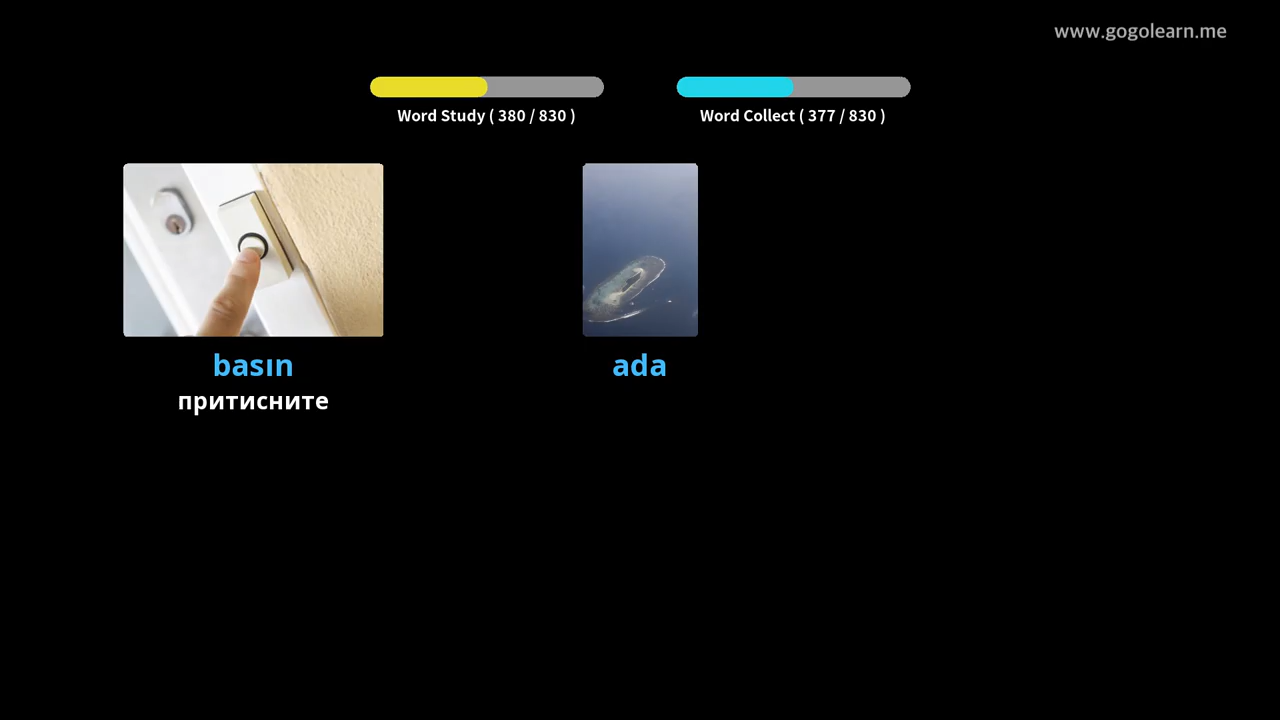 www.gogolearn.me
Word Study ( 380 / 830 )
Word Collect ( 377 / 830 )
basın
притисните
ada